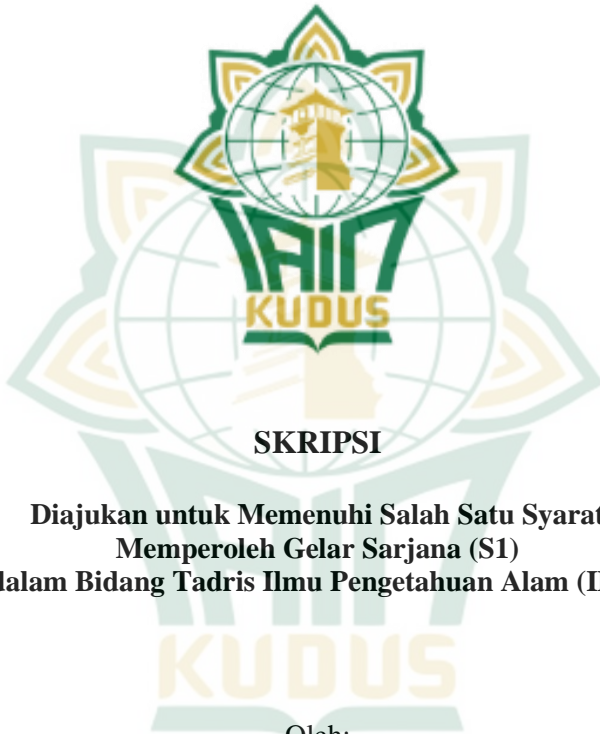 IAIN
KUDUS
SKRIPSI
Diajukan untuk Memenuhi Salah Satu Syarat
Memperoleh Gelar Sarjana (S1)
dalam Bidang Tadris Ilmu Pengetahuan Alam
KUDUS
Oleh: